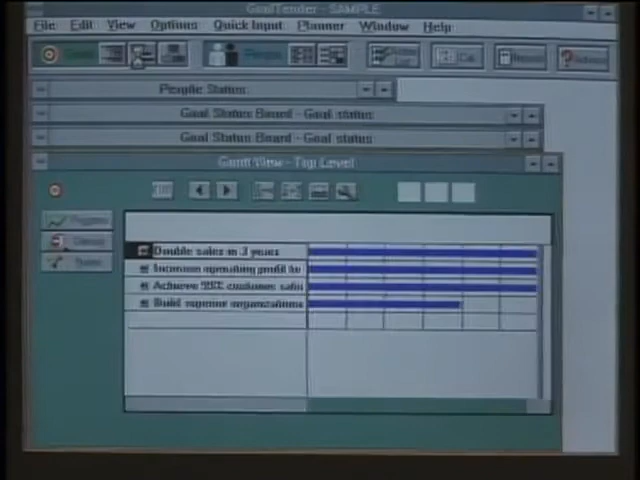 GoalTender - SAMPLE
File Edit View Options Quick Input Planner Window Help
People Status
Goal Status Board - Goal status
Goal Status Board - Goal status
Gantt View - Top Level
Double sales in 3 years
Increase operating profit to
Achieve 99% customer satis
Build superior organizations